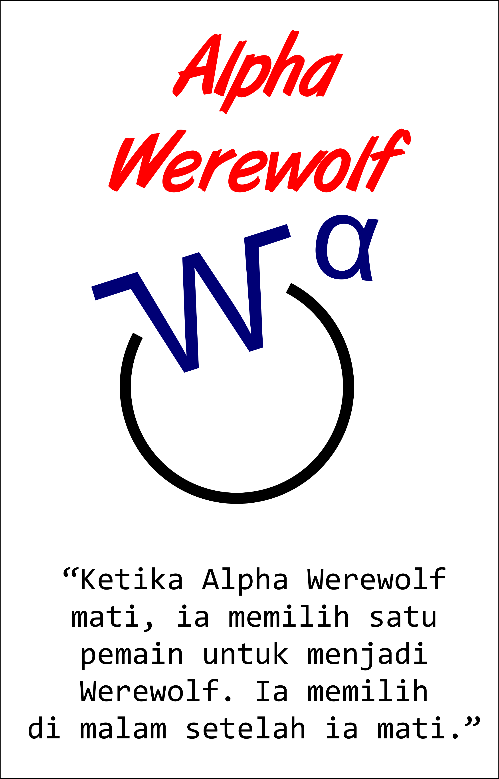 Alpha
Werewolf
W α
“Ketika Alpha Werewolf
mati, ia memilih satu
pemain untuk menjadi
Werewolf. Ia memilih
di malam setelah ia mati.”